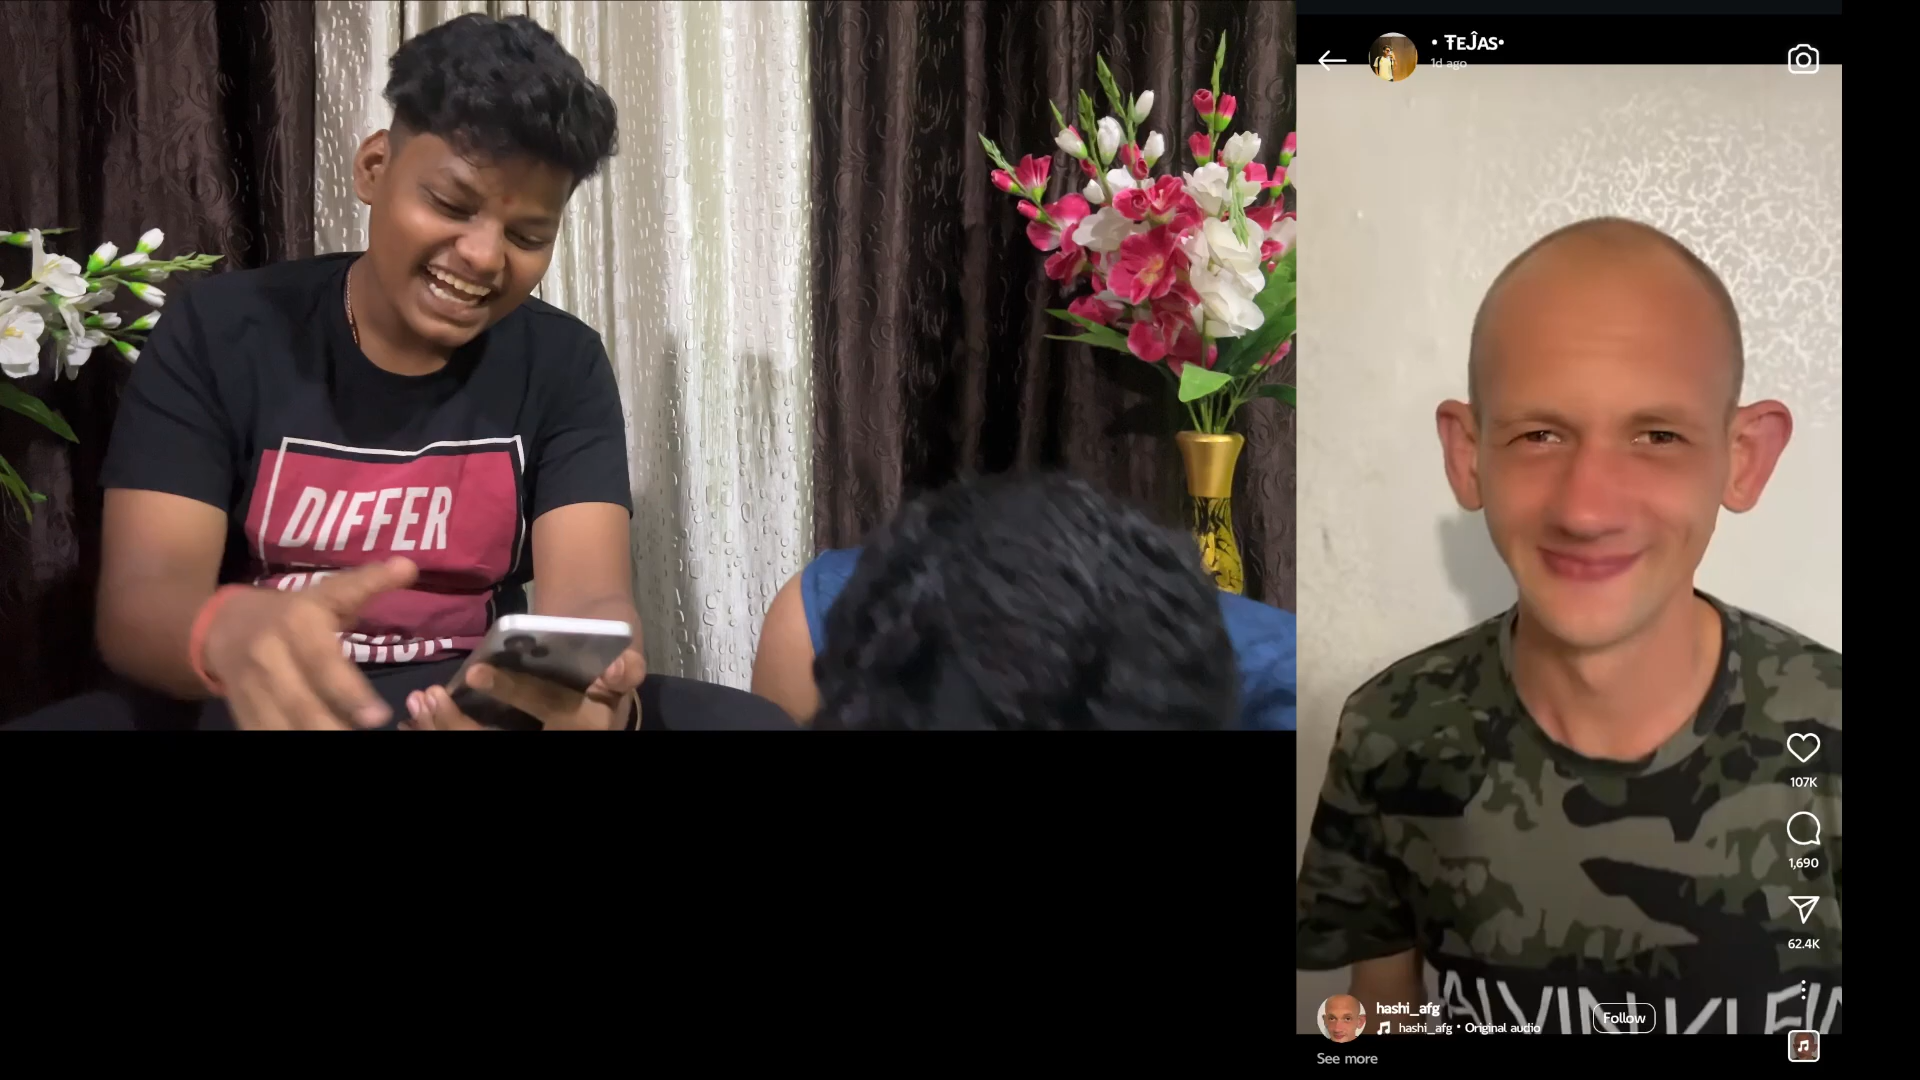 DIFFER
• ŦEĴAS•
1d ago
107K
1,690
62.4K
hashi_afg
hashi_afg • Original audio
Follow
See more